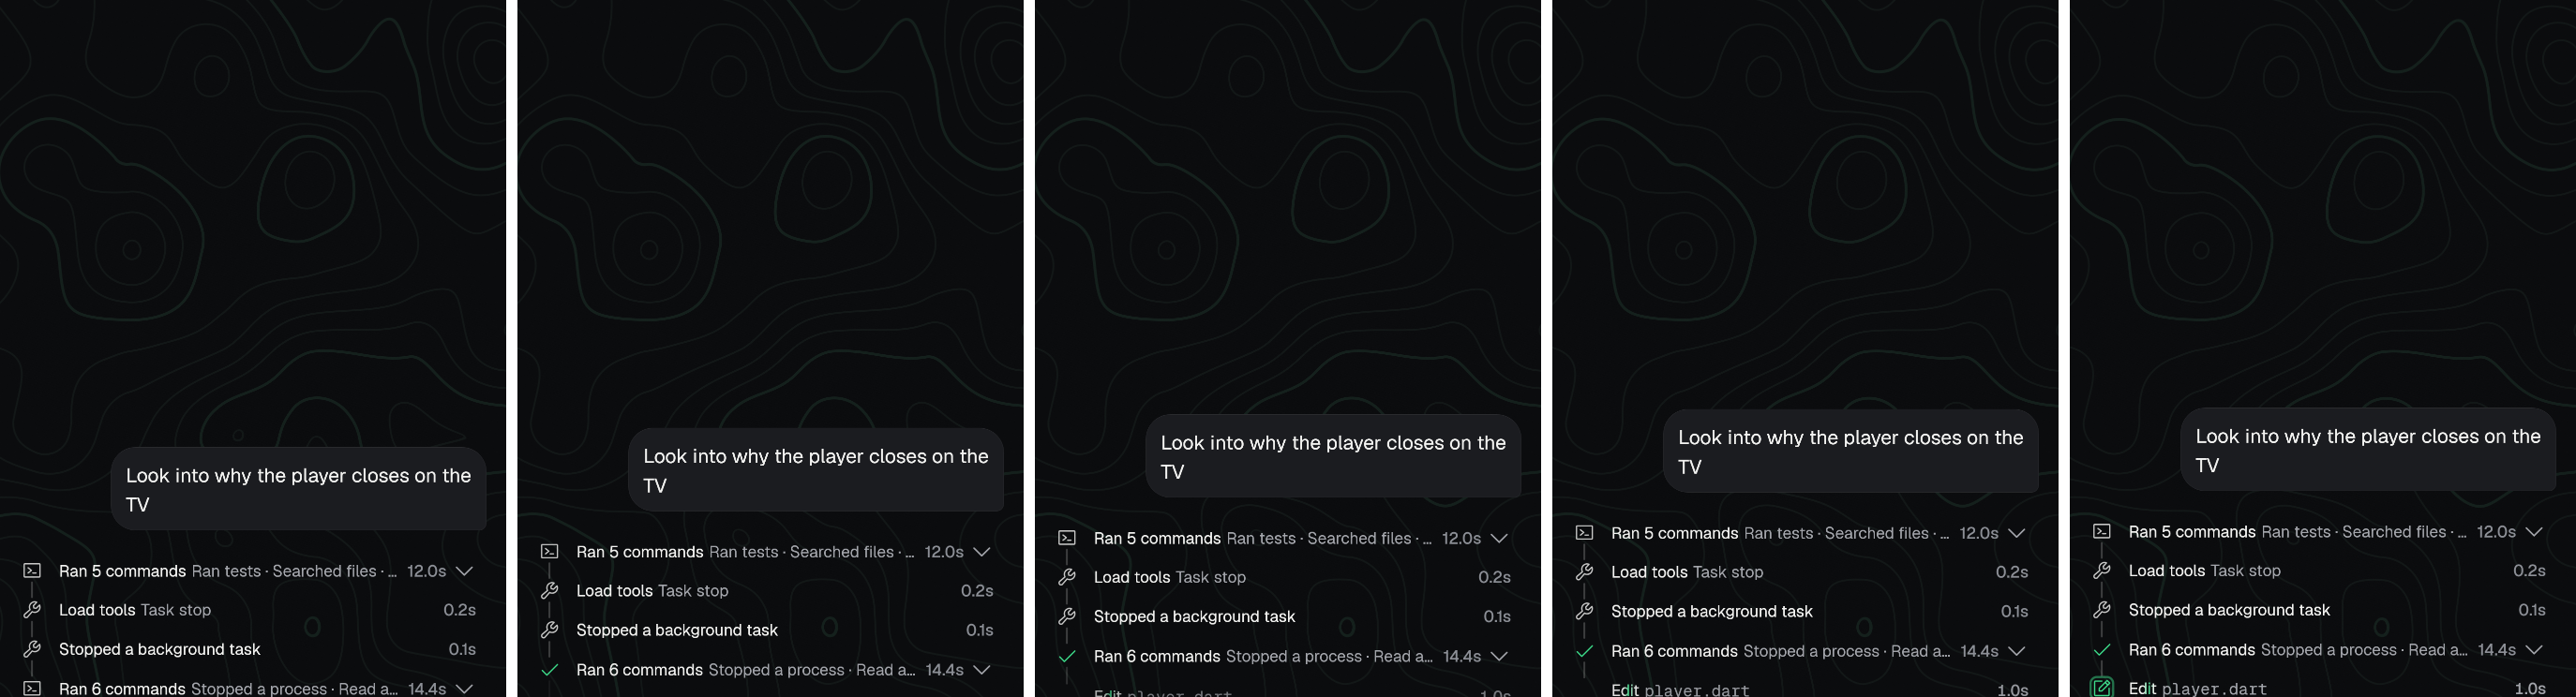 Look into why the player closes on the
TV
Ran 5 commands Ran tests · Searched files · … 12.0s
Load tools Task stop 0.2s
Stopped a background task 0.1s
Ran 6 commands Stopped a process · Read a… 14.4s
Look into why the player closes on the
TV
Ran 5 commands Ran tests · Searched files · … 12.0s
Load tools Task stop 0.2s
Stopped a background task 0.1s
Ran 6 commands Stopped a process · Read a… 14.4s
Look into why the player closes on the
TV
Ran 5 commands Ran tests · Searched files · … 12.0s
Load tools Task stop 0.2s
Stopped a background task 0.1s
Ran 6 commands Stopped a process · Read a… 14.4s
Edit player.dart 1.0s
Look into why the player closes on the
TV
Ran 5 commands Ran tests · Searched files · … 12.0s
Load tools Task stop 0.2s
Stopped a background task 0.1s
Ran 6 commands Stopped a process · Read a… 14.4s
Edit player.dart 1.0s
Look into why the player closes on the
TV
Ran 5 commands Ran tests · Searched files · … 12.0s
Load tools Task stop 0.2s
Stopped a background task 0.1s
Ran 6 commands Stopped a process · Read a… 14.4s
Edit player.dart 1.0s